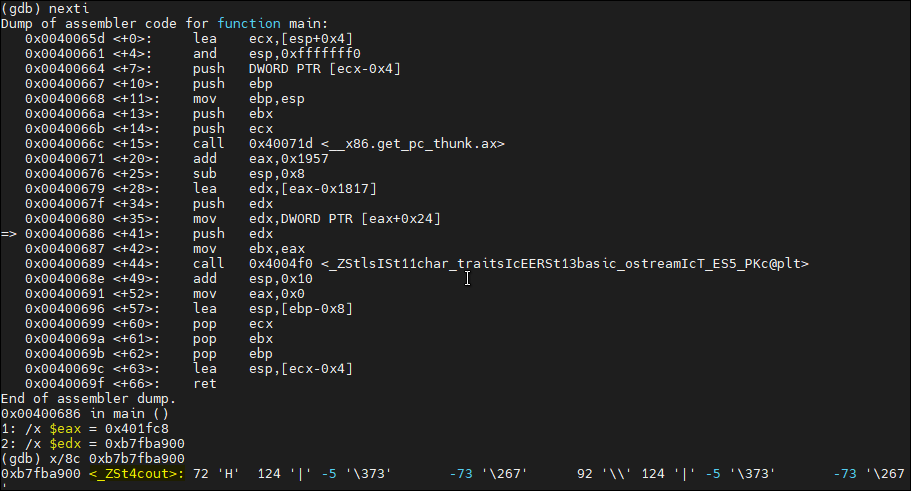 (gdb) nexti
Dump of assembler code for function main:
   0x0040065d <+0>:     lea    ecx,[esp+0x4]
   0x00400661 <+4>:     and    esp,0xfffffff0
   0x00400664 <+7>:     push   DWORD PTR [ecx-0x4]
   0x00400667 <+10>:    push   ebp
   0x00400668 <+11>:    mov    ebp,esp
   0x0040066a <+13>:    push   ebx
   0x0040066b <+14>:    push   ecx
   0x0040066c <+15>:    call   0x40071d <__x86.get_pc_thunk.ax>
   0x00400671 <+20>:    add    eax,0x1957
   0x00400676 <+25>:    sub    esp,0x8
   0x00400679 <+28>:    lea    edx,[eax-0x1817]
   0x0040067f <+34>:    push   edx
   0x00400680 <+35>:    mov    edx,DWORD PTR [eax+0x24]
=> 0x00400686 <+41>:    push   edx
   0x00400687 <+42>:    mov    ebx,eax
   0x00400689 <+44>:    call   0x4004f0 <_ZStlsISt11char_traitsIcEERSt13basic_ostreamIcT_ES5_PKc@plt>
   0x0040068e <+49>:    add    esp,0x10
   0x00400691 <+52>:    mov    eax,0x0
   0x00400696 <+57>:    lea    esp,[ebp-0x8]
   0x00400699 <+60>:    pop    ecx
   0x0040069a <+61>:    pop    ebx
   0x0040069b <+62>:    pop    ebp
   0x0040069c <+63>:    lea    esp,[ecx-0x4]
   0x0040069f <+66>:    ret
End of assembler dump.
0x00400686 in main ()
1: /x $eax = 0x401fc8
2: /x $edx = 0xb7fba900
(gdb) x/8c 0xb7b7fba900
0xb7fba900 <_ZSt4cout>: 72 'H'  124 '|' -5 '\373'       -73 '\267'      92 '\\' 124 '|' -5 '\373'       -73 '\267
'